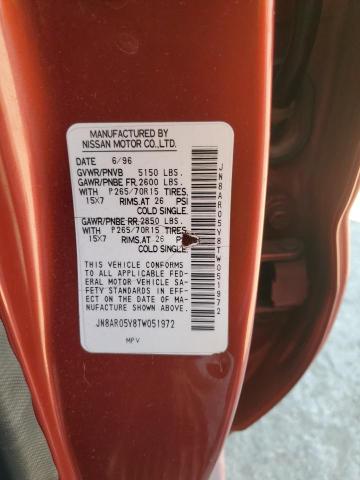 MANUFACTURED BY
NISSAN MOTOR CO.,LTD.
DATE 6/96
GVWR/PNVB 5150 LBS.
GAWR/PNBE FR. 2600 LBS.
WITH P265/70R15 TIRES.
15X7 RIMS.AT 26 PSI
COLD SINGLE.
GAWR/PNBE RR. 2850 LBS.
WITH P265/70R15 TIRES.
15X7 RIMS.AT 26 PSI
COLD SINGLE.
THIS VEHICLE CONFORMS
TO ALL APPLICABLE FED-
ERAL MOTOR VEHICLE SA-
FETY STANDARDS IN EFF-
ECT ON THE DATE OF MA-
NUFACTURE SHOWN ABOVE.
JN8AR05Y8TW051972
MPV
JN8AR05Y8TW051972